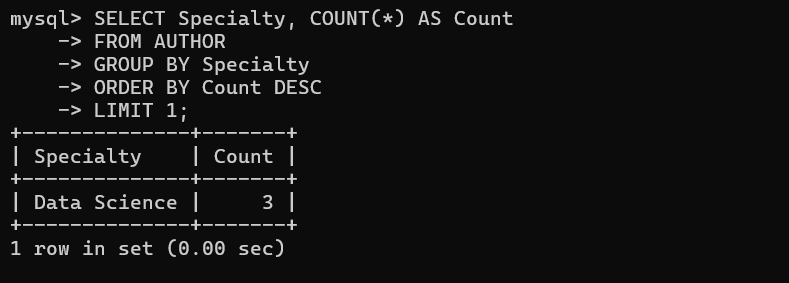 mysql> SELECT Specialty, COUNT(*) AS Count
    -> FROM AUTHOR
    -> GROUP BY Specialty
    -> ORDER BY Count DESC
    -> LIMIT 1;
+--------------+-------+
| Specialty    | Count |
+--------------+-------+
| Data Science |     3 |
+--------------+-------+
1 row in set (0.00 sec)